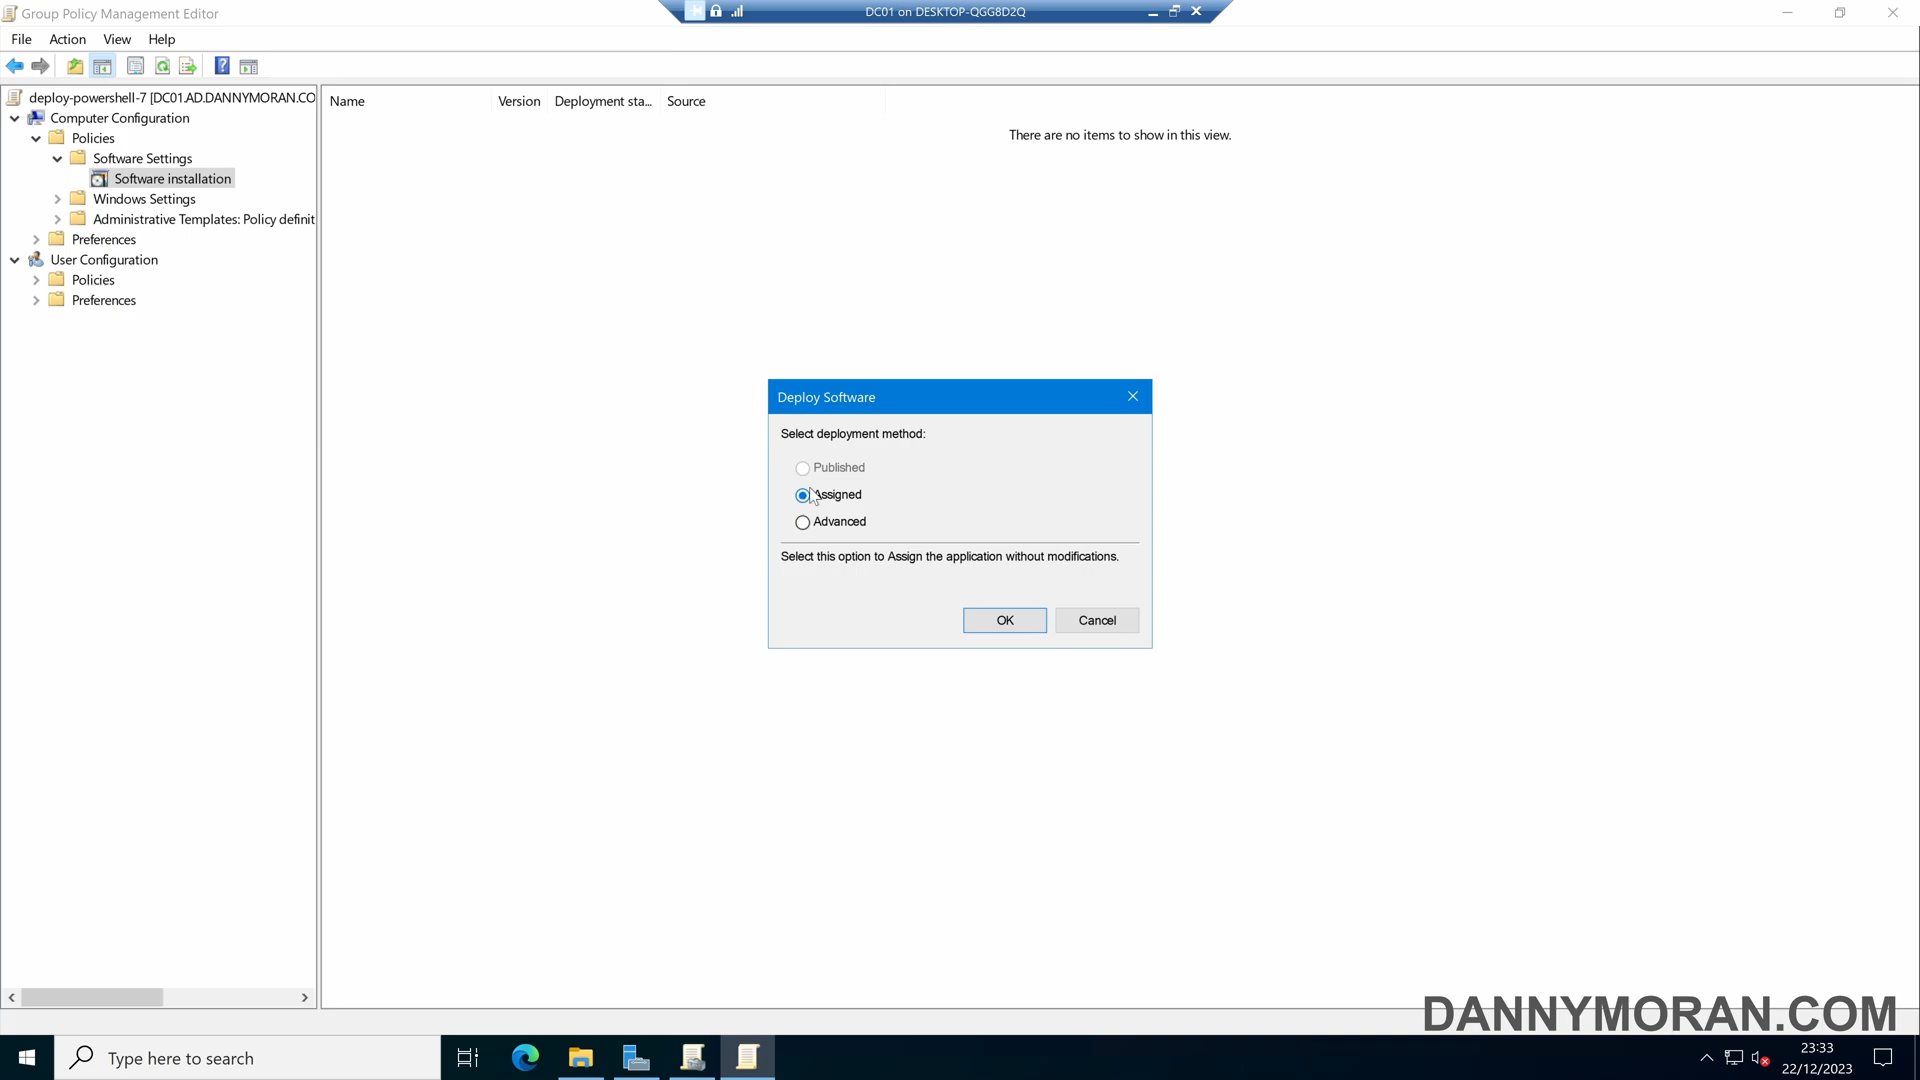 Group Policy Management Editor
DC01 on DESKTOP-QGG8D2Q
File Action View Help
deploy-powershell-7 [DC01.AD.DANNYMORAN.CO
Computer Configuration
Policies
Software Settings
Software installation
Windows Settings
Administrative Templates: Policy definit
Preferences
User Configuration
Policies
Preferences
Name Version Deployment sta... Source
There are no items to show in this view.
Deploy Software
Select deployment method:
Published
Assigned
Advanced
Select this option to Assign the application without modifications.
OK Cancel
DANNYMORAN.COM
Type here to search
23:33
22/12/2023